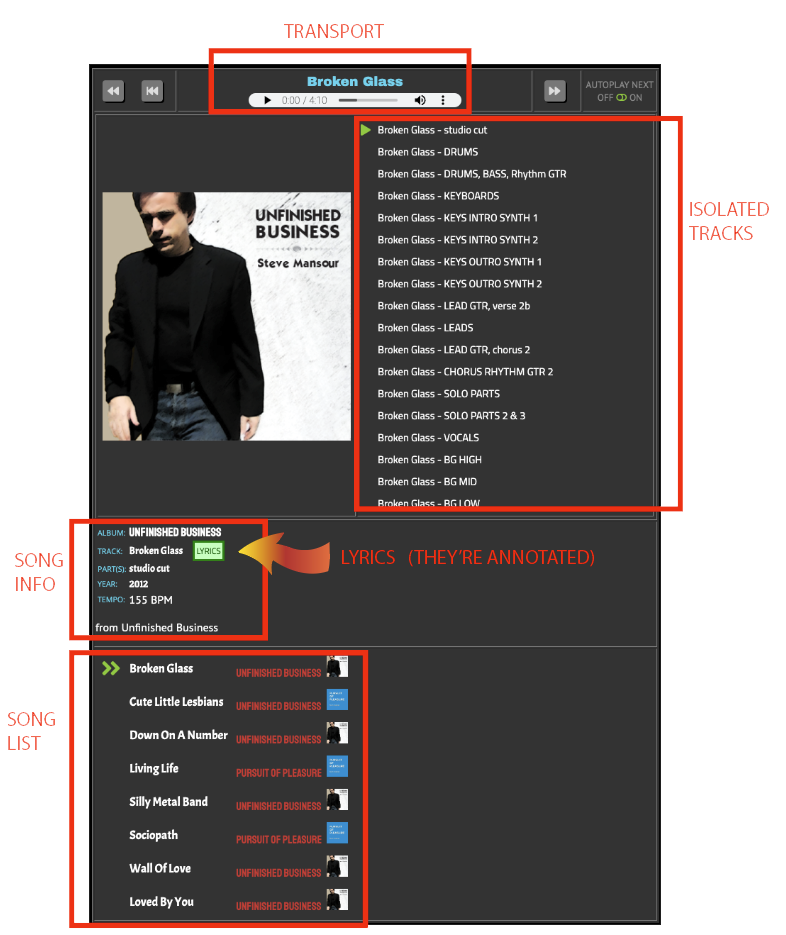 TRANSPORT
Broken Glass
0:00 / 4:10
AUTOPLAY NEXT
OFF ON
Broken Glass - studio cut
Broken Glass - DRUMS
Broken Glass - DRUMS, BASS, Rhythm GTR
Broken Glass - KEYBOARDS
Broken Glass - KEYS INTRO SYNTH 1
Broken Glass - KEYS INTRO SYNTH 2
Broken Glass - KEYS OUTRO SYNTH 1
Broken Glass - KEYS OUTRO SYNTH 2
Broken Glass - LEAD GTR, verse 2b
Broken Glass - LEADS
Broken Glass - LEAD GTR, chorus 2
Broken Glass - CHORUS RHYTHM GTR 2
Broken Glass - SOLO PARTS
Broken Glass - SOLO PARTS 2 & 3
Broken Glass - VOCALS
Broken Glass - BG HIGH
Broken Glass - BG MID
Broken Glass - BG LOW
ISOLATED
TRACKS
UNFINISHED
BUSINESS
Steve Mansour
SONG
INFO
ALBUM: UNFINISHED BUSINESS
TRACK: Broken Glass LYRICS
PART(S): studio cut
YEAR: 2012
TEMPO: 155 BPM
from Unfinished Business
LYRICS (THEY'RE ANNOTATED)
SONG
LIST
Broken Glass UNFINISHED BUSINESS
Cute Little Lesbians UNFINISHED BUSINESS
Down On A Number UNFINISHED BUSINESS
Living Life PURSUIT OF PLEASURE
Silly Metal Band UNFINISHED BUSINESS
Sociopath PURSUIT OF PLEASURE
Wall Of Love UNFINISHED BUSINESS
Loved By You UNFINISHED BUSINESS